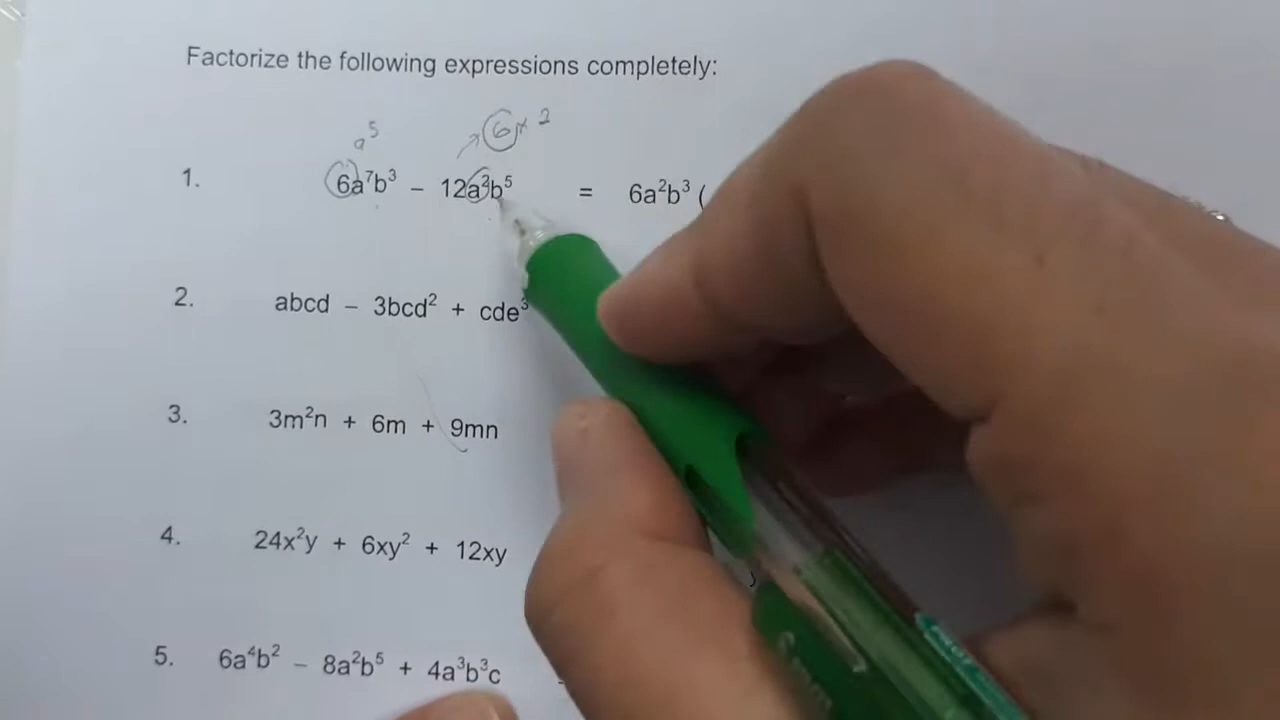 Factorize the following expressions completely:
a⁵ 6 × 2
1. 6a⁷b³ – 12a²b⁵ = 6a²b³ (
2. abcd – 3bcd² + cde³
3. 3m²n + 6m + 9mn
4. 24x²y + 6xy² + 12xy
5. 6a⁴b² – 8a²b⁵ + 4a³b³c